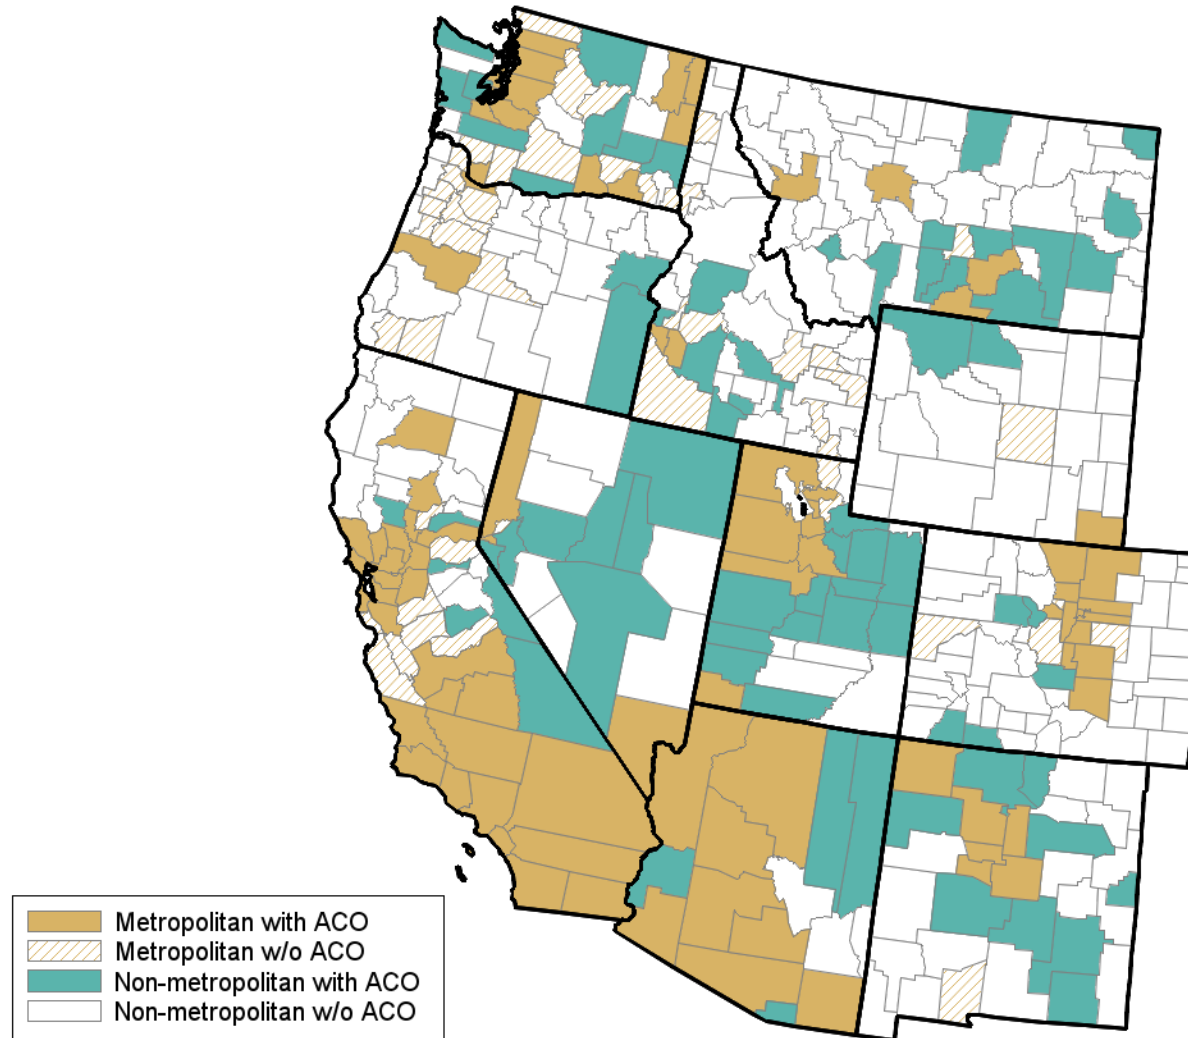 Metropolitan with ACO
Metropolitan w/o ACO
Non-metropolitan with ACO
Non-metropolitan w/o ACO